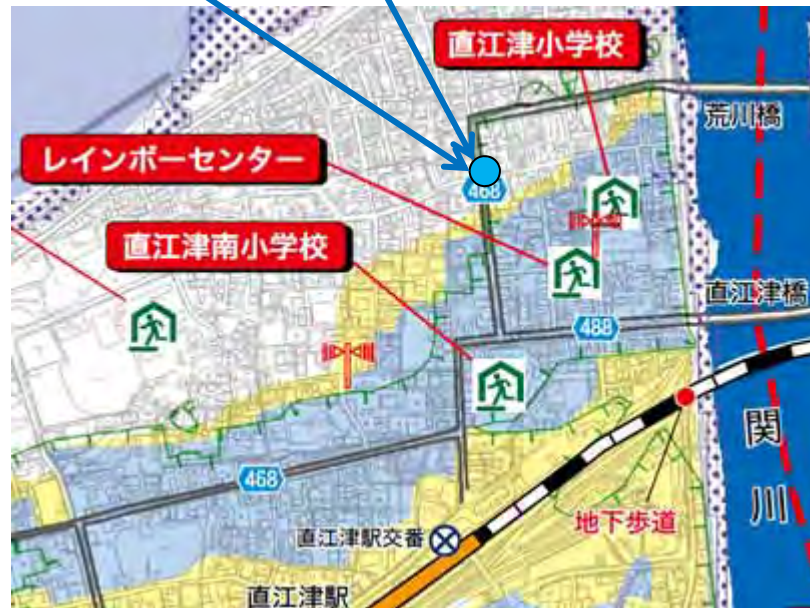 直江津小学校
荒川橋
レインボーセンター
468
直江津南小学校
直江津橋
488
関川
468
地下歩道
直江津駅交番
直江津駅